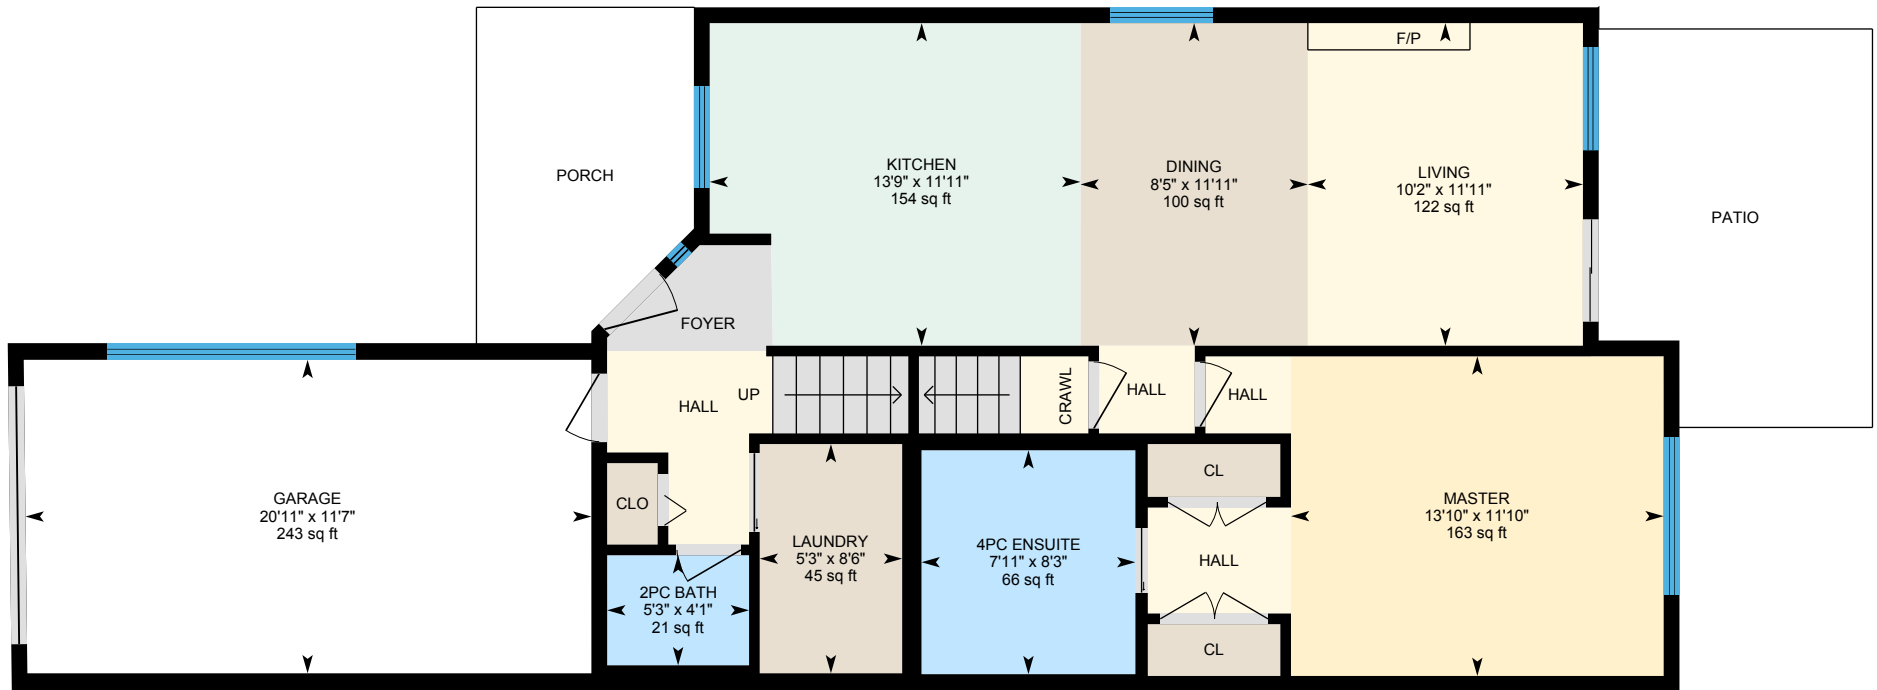 F/P
PORCH
KITCHEN
13'9" x 11'11"
154 sq ft
DINING
8'5" x 11'11"
100 sq ft
LIVING
10'2" x 11'11"
122 sq ft
PATIO
FOYER
HALL
UP
CRAWL
HALL
HALL
GARAGE
20'11" x 11'7"
243 sq ft
CLO
LAUNDRY
5'3" x 8'6"
45 sq ft
2PC BATH
5'3" x 4'1"
21 sq ft
4PC ENSUITE
7'11" x 8'3"
66 sq ft
CL
HALL
CL
MASTER
13'10" x 11'10"
163 sq ft